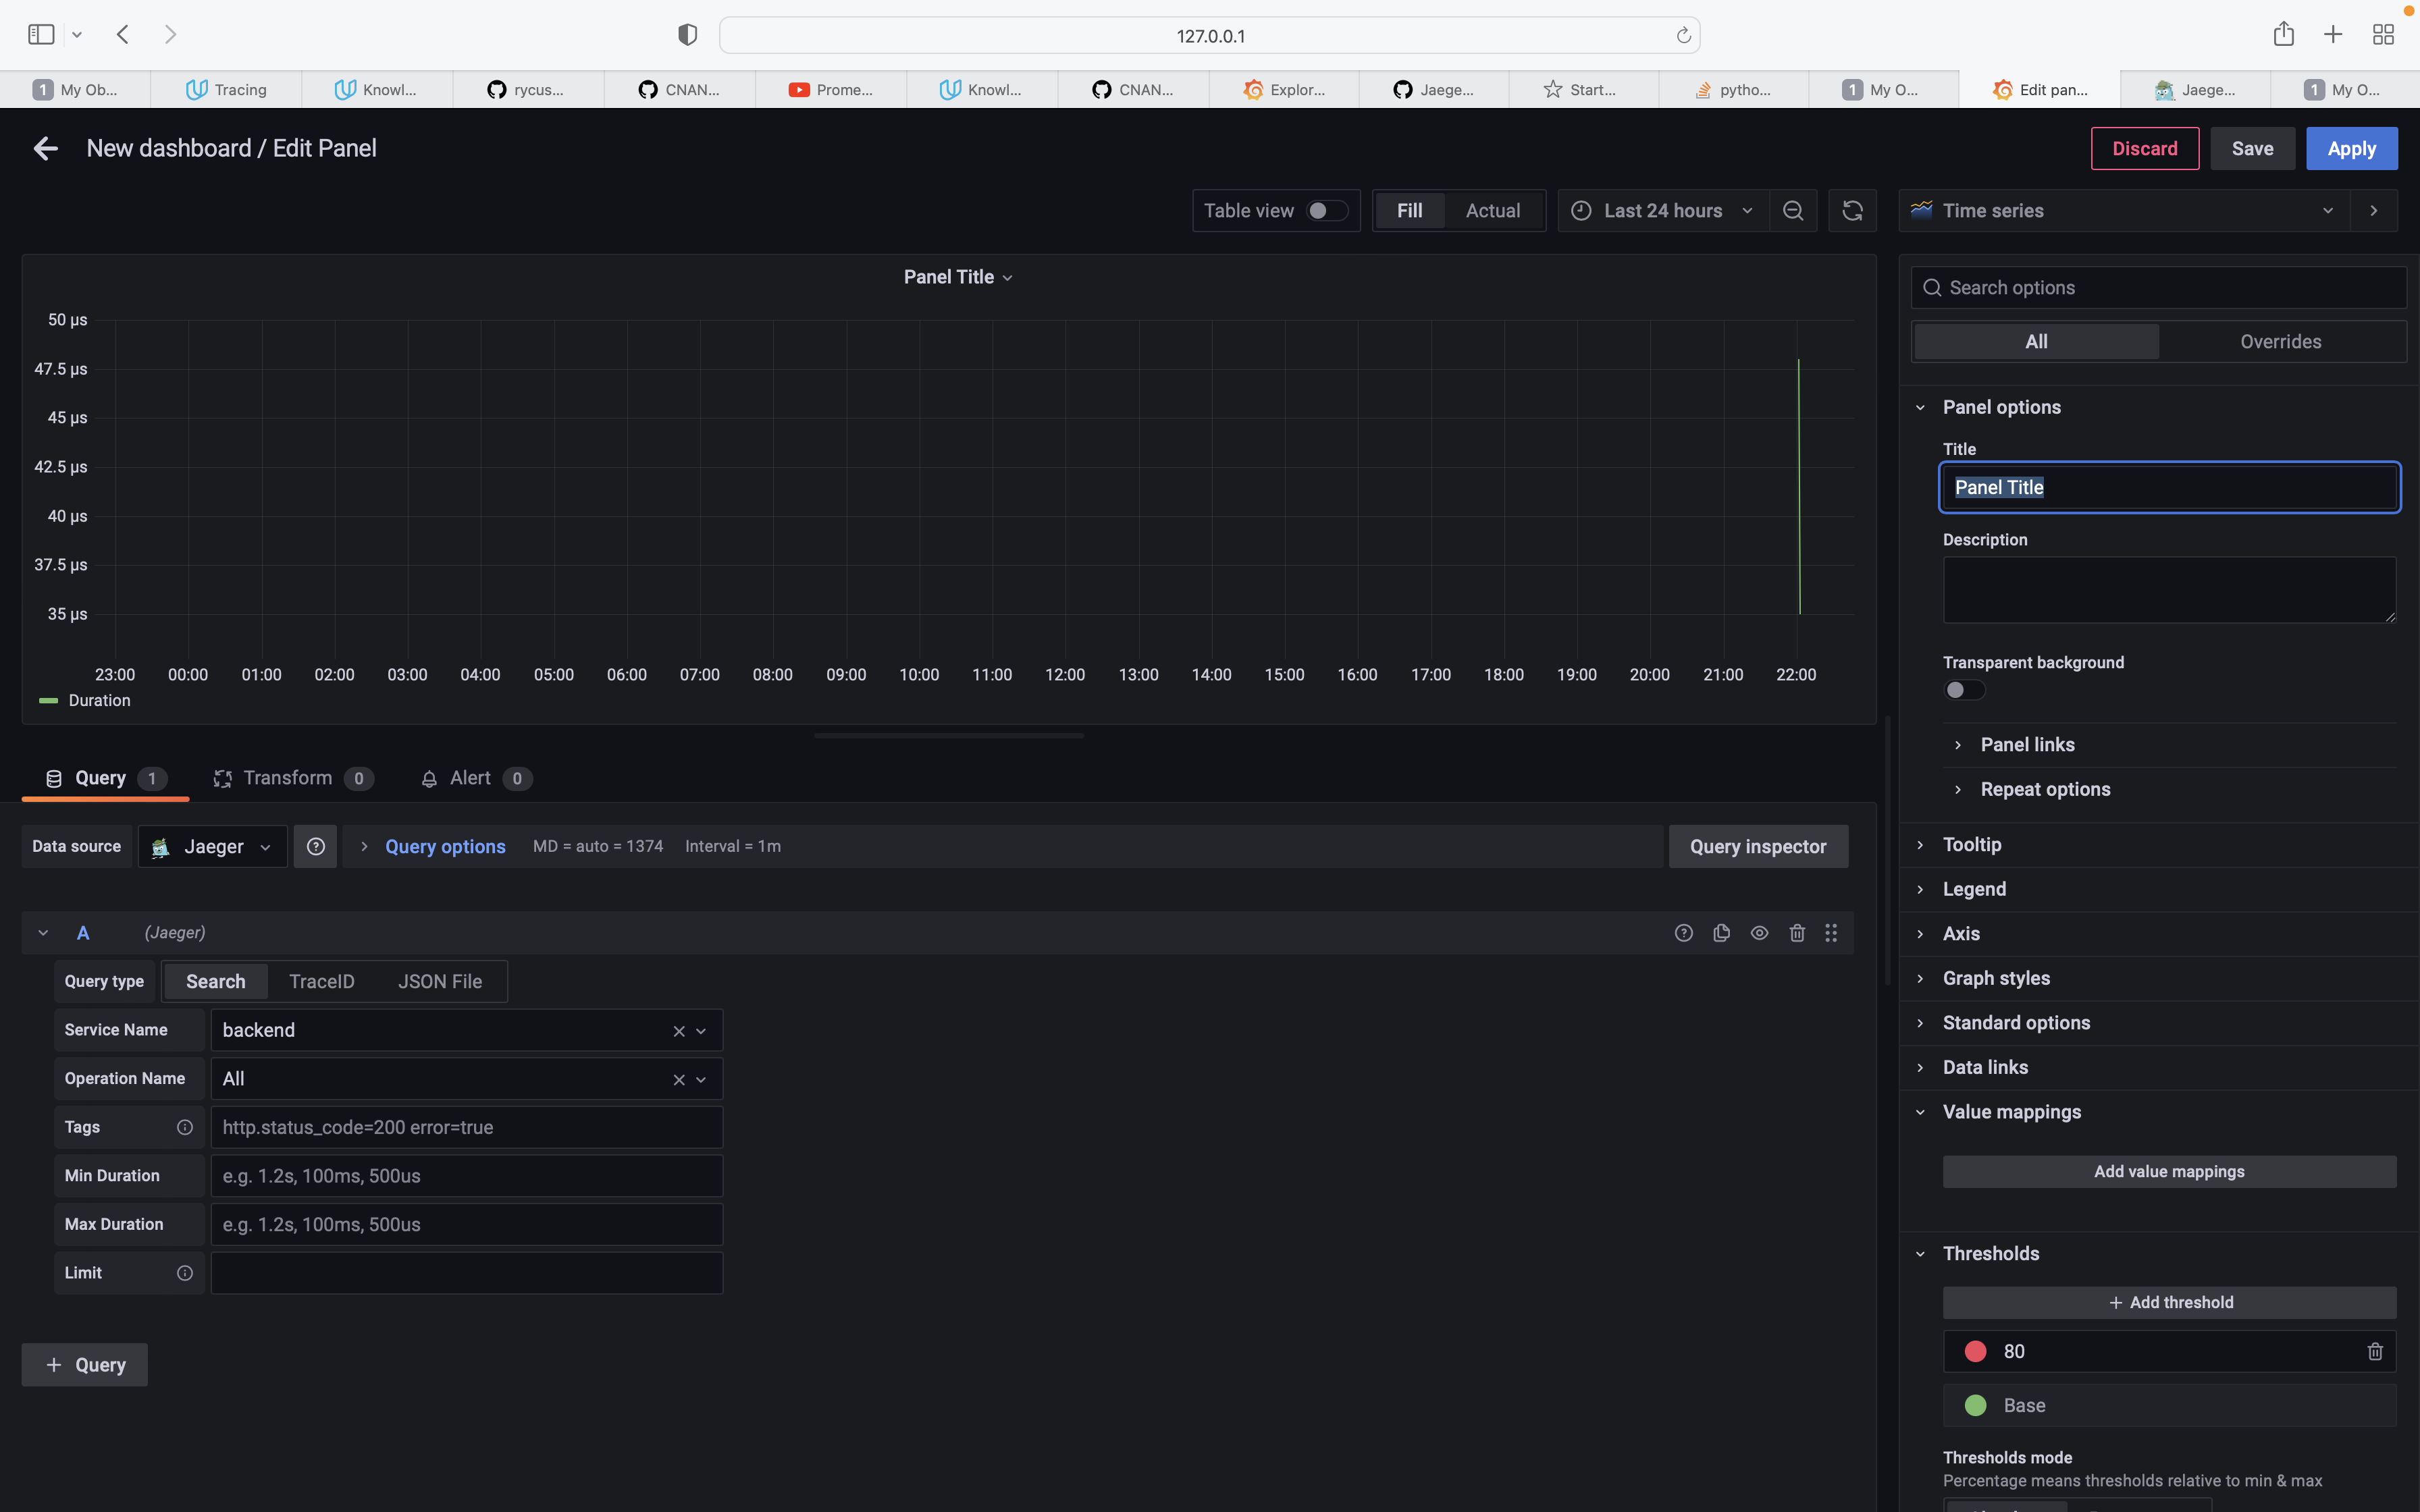 127.0.0.1
1 My Ob...
Tracing
Knowl...
rycus...
CNAN...
Prome...
Knowl...
CNAN...
Explor...
Jaege...
Start...
pytho...
1 My O...
Edit pan...
Jaege...
1 My O...
New dashboard / Edit Panel
Discard
Save
Apply
Table view
Fill
Actual
Last 24 hours
Time series
Panel Title
50 µs
47.5 µs
45 µs
42.5 µs
40 µs
37.5 µs
35 µs
23:00 00:00 01:00 02:00 03:00 04:00 05:00 06:00 07:00 08:00 09:00 10:00 11:00 12:00 13:00 14:00 15:00 16:00 17:00 18:00 19:00 20:00 21:00 22:00
Duration
Query 1
Transform 0
Alert 0
Data source
Jaeger
Query options
MD = auto = 1374
Interval = 1m
Query inspector
A
(Jaeger)
Query type
Search
TraceID
JSON File
Service Name
backend
Operation Name
All
Tags
http.status_code=200 error=true
Min Duration
e.g. 1.2s, 100ms, 500us
Max Duration
e.g. 1.2s, 100ms, 500us
Limit
+ Query
Search options
All
Overrides
Panel options
Title
Panel Title
Description
Transparent background
Panel links
Repeat options
Tooltip
Legend
Axis
Graph styles
Standard options
Data links
Value mappings
Add value mappings
Thresholds
+ Add threshold
80
Base
Thresholds mode
Percentage means thresholds relative to min & max